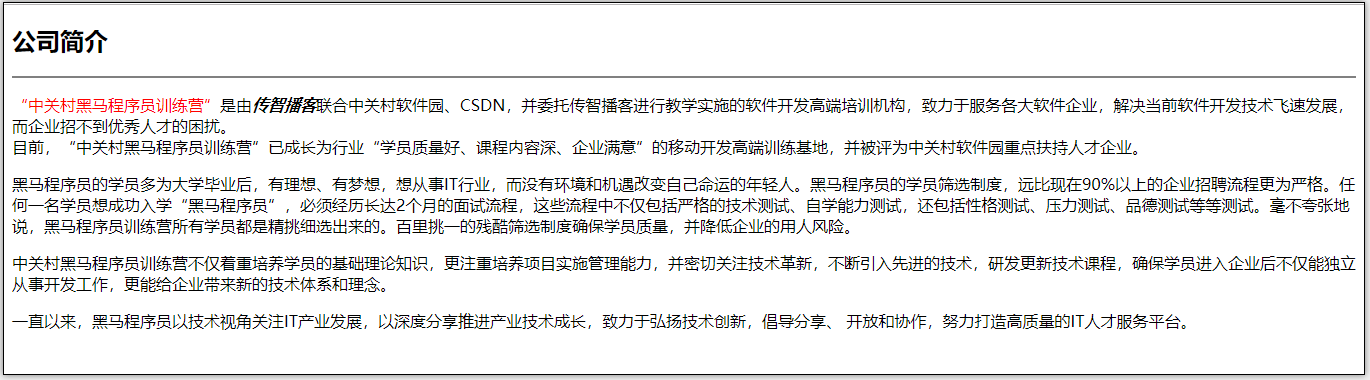 公司简介
“中关村黑马程序员训练营”是由传智播客联合中关村软件园、CSDN，并委托传智播客进行教学实施的软件开发高端培训机构，致力于服务各大软件企业，解决当前软件开发技术飞速发展，
而企业招不到优秀人才的困扰。
目前，“中关村黑马程序员训练营”已成长为行业“学员质量好、课程内容深、企业满意”的移动开发高端训练基地，并被评为中关村软件园重点扶持人才企业。
黑马程序员的学员多为大学毕业后，有理想、有梦想，想从事IT行业，而没有环境和机遇改变自己命运的年轻人。黑马程序员的学员筛选制度，远比现在90%以上的企业招聘流程更为严格。任
何一名学员想成功入学“黑马程序员”，必须经历长达2个月的面试流程，这些流程中不仅包括严格的技术测试、自学能力测试，还包括性格测试、压力测试、品德测试等等测试。毫不夸张地
说，黑马程序员训练营所有学员都是精挑细选出来的。百里挑一的残酷筛选制度确保学员质量，并降低企业的用人风险。
中关村黑马程序员训练营不仅着重培养学员的基础理论知识，更注重培养项目实施管理能力，并密切关注技术革新，不断引入先进的技术，研发更新技术课程，确保学员进入企业后不仅能独立
从事开发工作，更能给企业带来新的技术体系和理念。
一直以来，黑马程序员以技术视角关注IT产业发展，以深度分享推进产业技术成长，致力于弘扬技术创新，倡导分享、 开放和协作，努力打造高质量的IT人才服务平台。